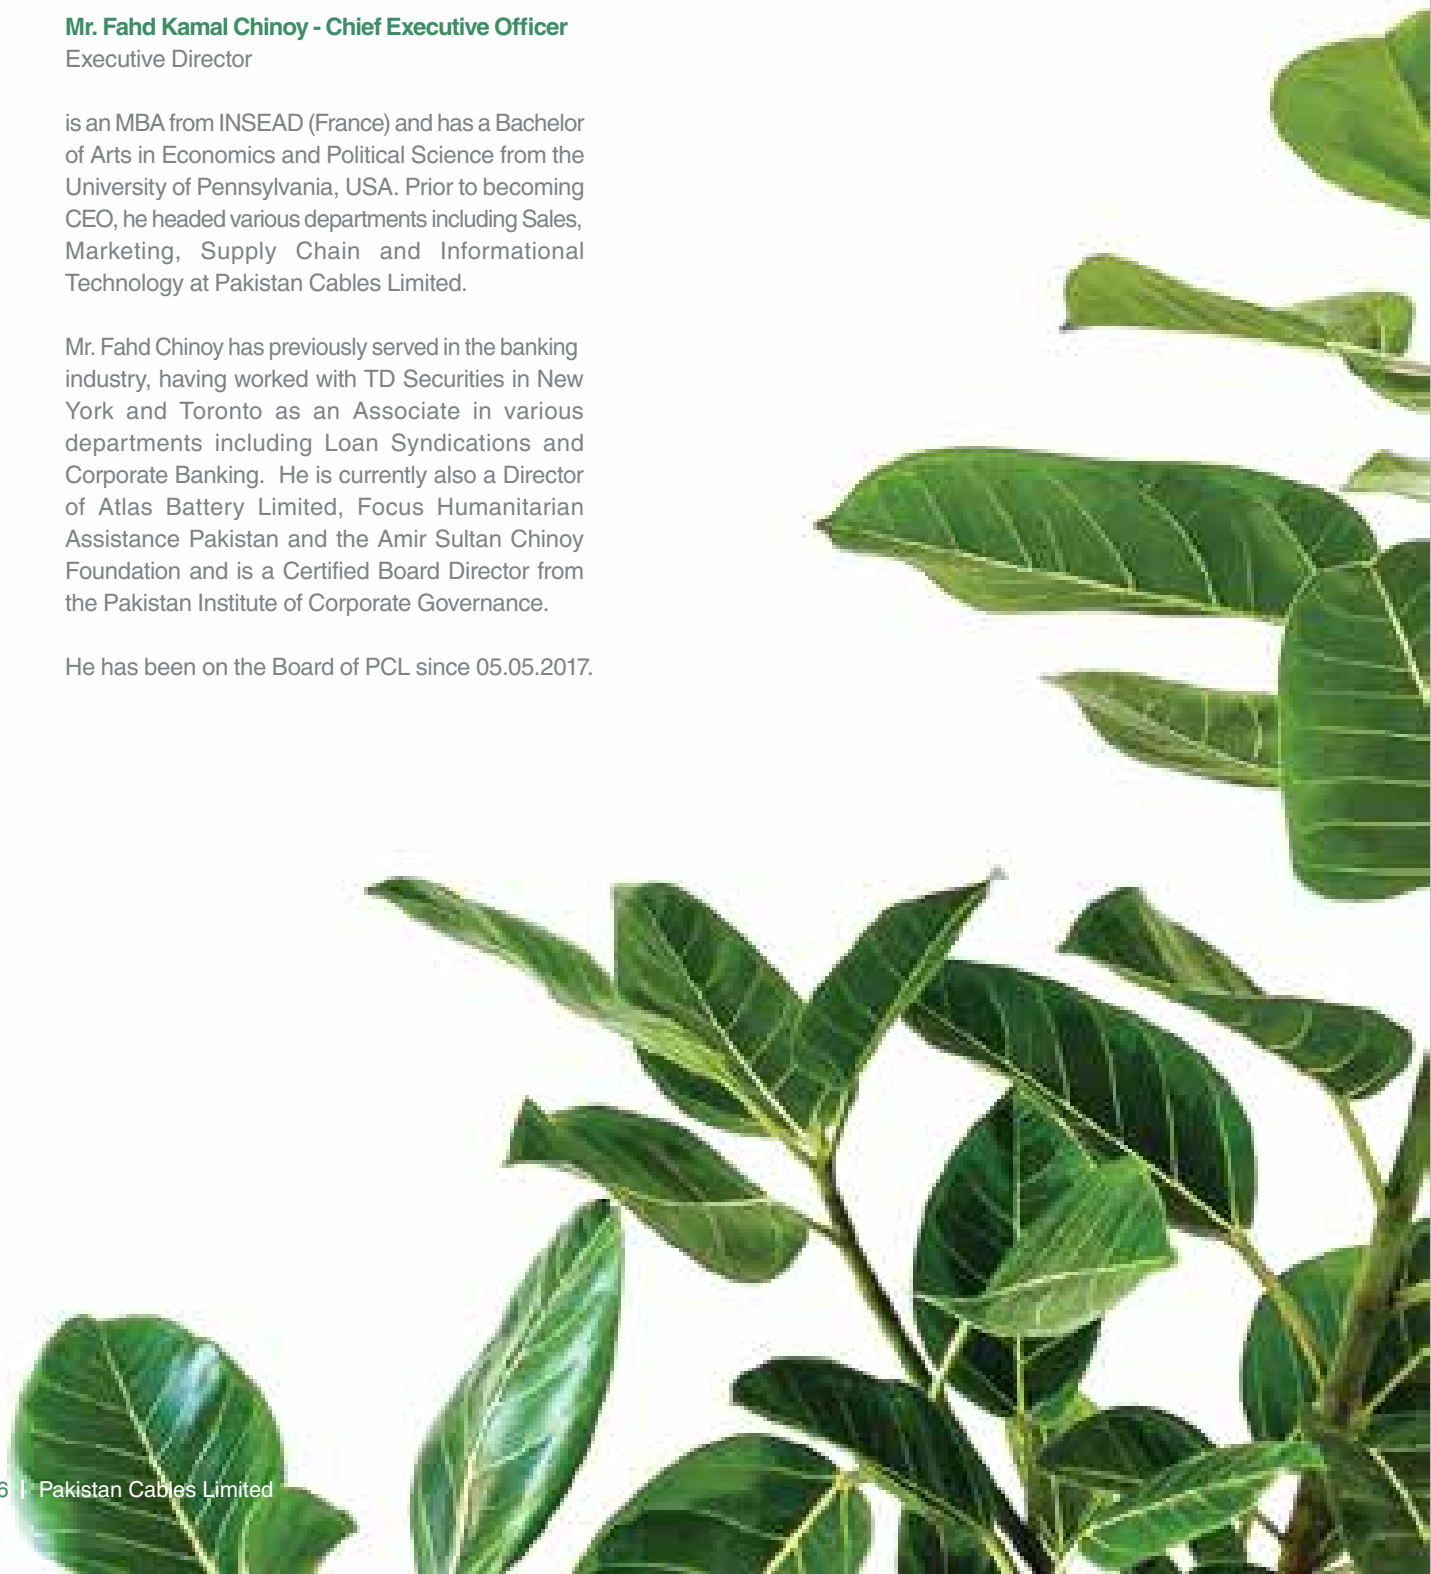 Mr. Fahd Kamal Chinoy - Chief Executive Officer
Executive Director
is an MBA from INSEAD (France) and has a Bachelor
of Arts in Economics and Political Science from the
University of Pennsylvania, USA. Prior to becoming
CEO, he headed various departments including Sales,
Marketing, Supply Chain and Informational
Technology at Pakistan Cables Limited.
Mr. Fahd Chinoy has previously served in the banking
industry, having worked with TD Securities in New
York and Toronto as an Associate in various
departments including Loan Syndications and
Corporate Banking. He is currently also a Director
of Atlas Battery Limited, Focus Humanitarian
Assistance Pakistan and the Amir Sultan Chinoy
Foundation and is a Certified Board Director from
the Pakistan Institute of Corporate Governance.
He has been on the Board of PCL since 05.05.2017.
6 | Pakistan Cables Limited